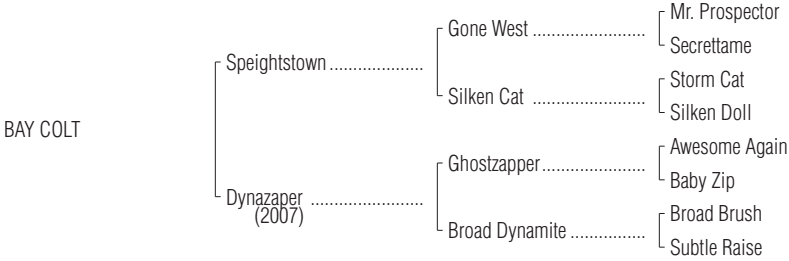 Mr. Prospector
Gone West ........................
Secrettame
Speightstown ....................
Storm Cat
Silken Cat ........................
Silken Doll
BAY COLT
Awesome Again
Ghostzapper......................
Baby Zip
Dynazaper ........................
(2007)
Broad Brush
Broad Dynamite ................
Subtle Raise